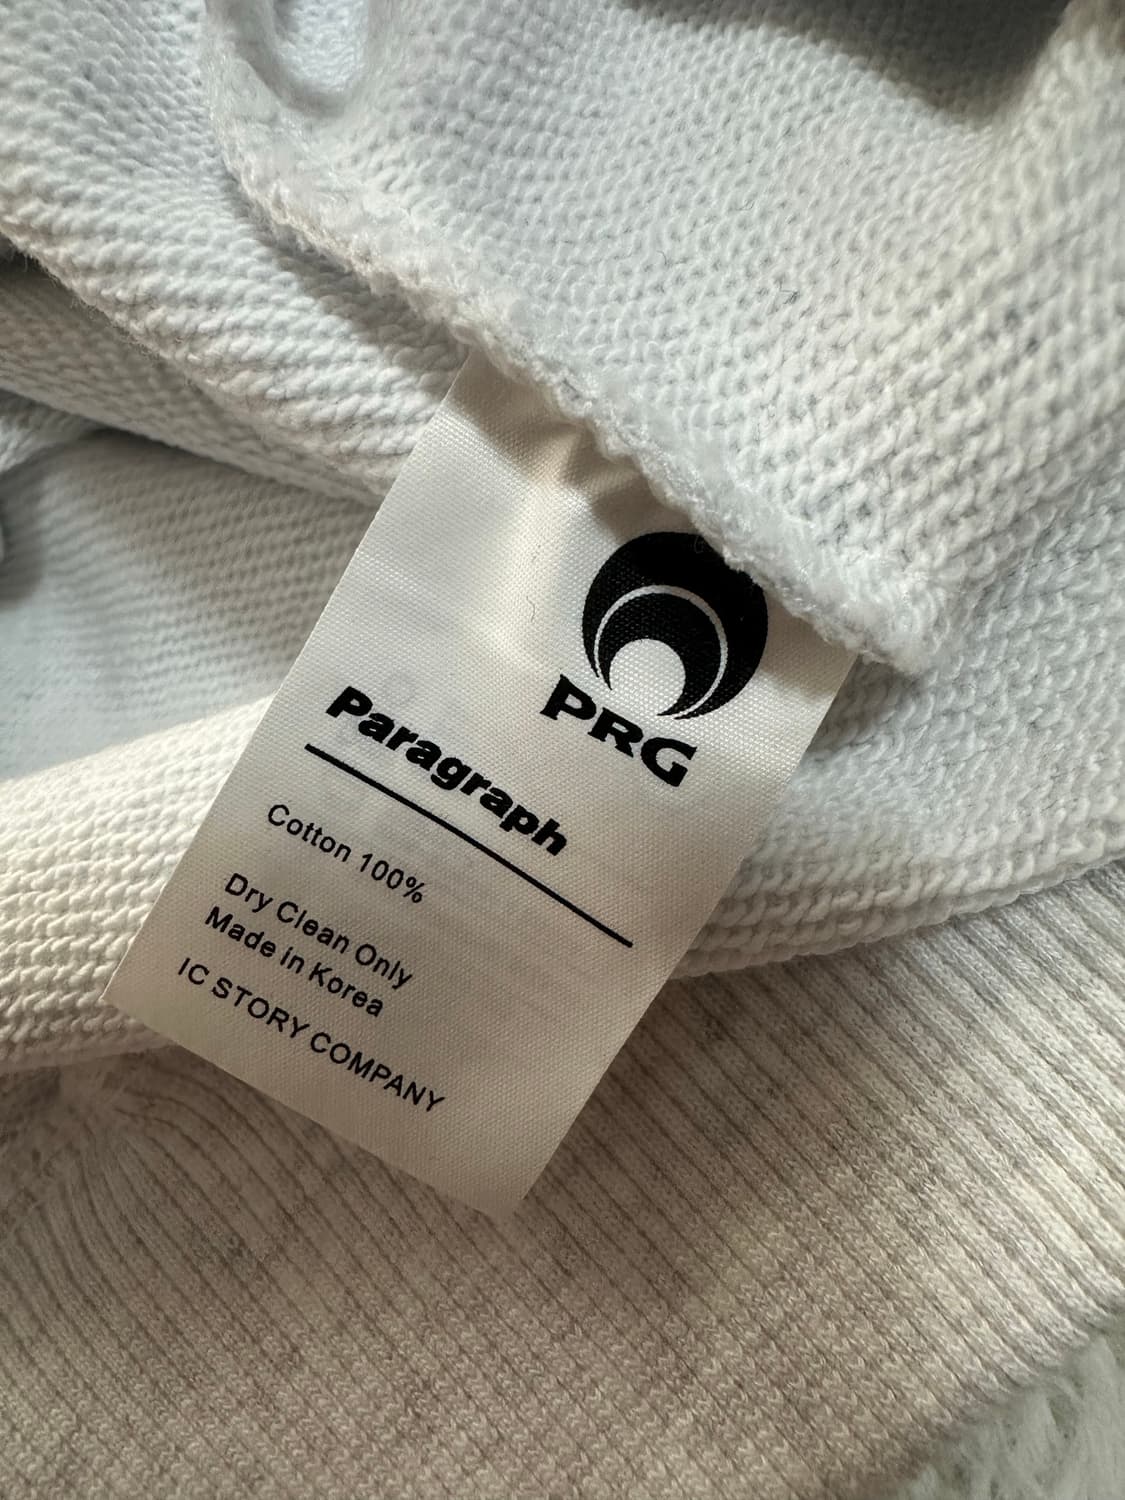 PRG
Paragraph
Cotton 100%
Dry Clean Only
Made in Korea
IC STORY COMPANY